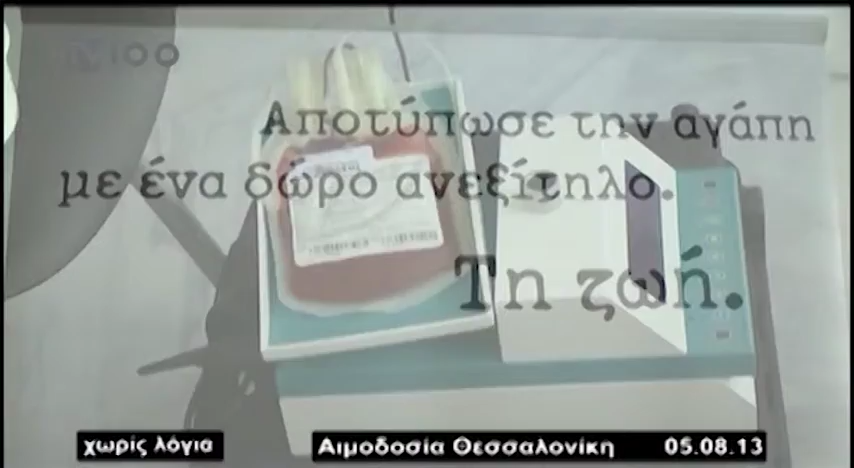 Αποτύπωσε την αγάπη
με ένα δώρο ανεξίτηλο.
Τη ζωή.
χωρίς λόγια
Αιμοδοσία Θεσσαλονίκη 05.08.13